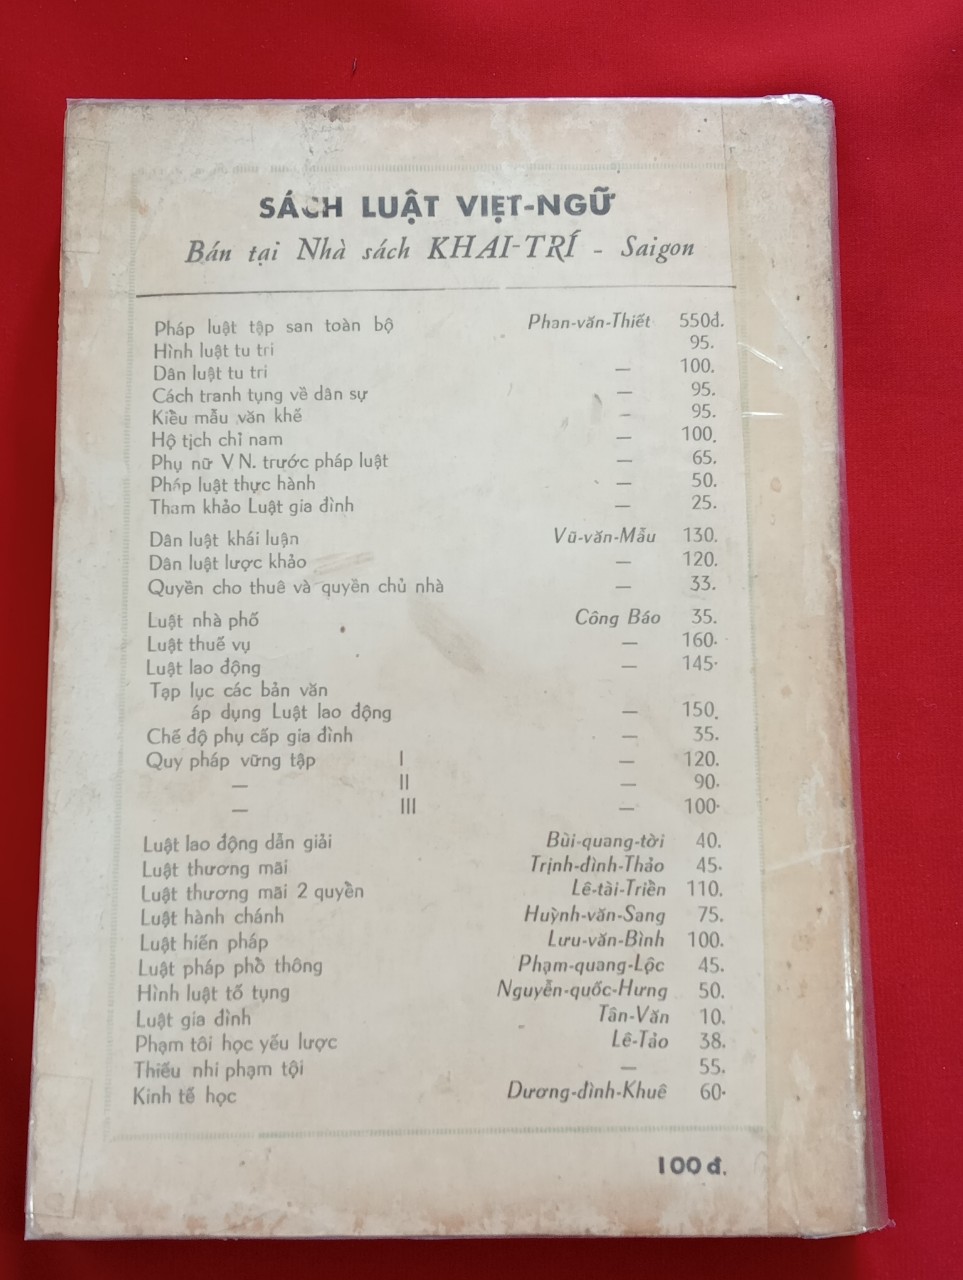 SÁCH LUẬT VIỆT-NGỮ
Bán tại Nhà sách KHAI-TRÍ - Saigon
Pháp luật tập san toàn bộ Phan-văn-Thiết 550đ.
Hình luật tu tri 95.
Dân luật tu tri — 100.
Cách tranh tụng về dân sự — 95.
Kiểu mẫu văn khế — 95.
Hộ tịch chỉ nam — 100.
Phụ nữ V N. trước pháp luật — 65.
Pháp luật thực hành — 50.
Tham khảo Luật gia đình — 25.
Dân luật khái luận Vũ-văn-Mẫu 130.
Dân luật lược khảo — 120.
Quyền cho thuê và quyền chủ nhà — 33.
Luật nhà phố Công Báo 35.
Luật thuế vụ — 160.
Luật lao động — 145.
Tạp lục các bản văn
áp dụng Luật lao động — 150.
Chế độ phụ cấp gia đình — 35.
Quy pháp vững tập I — 120.
— II — 90.
— III — 100.
Luật lao động dẫn giải Bùi-quang-tời 40.
Luật thương mãi Trịnh-đình-Thảo 45.
Luật thương mãi 2 quyền Lê-tài-Triển 110.
Luật hành chánh Huỳnh-văn-Sang 75.
Luật hiến pháp Lưu-văn-Bình 100.
Luật pháp phổ thông Phạm-quang-Lộc 45.
Hình luật tố tụng Nguyễn-quốc-Hưng 50.
Luật gia đình Tân-Văn 10.
Phạm tôi học yếu lược Lê-Tảo 38.
Thiếu nhi phạm tội — 55.
Kinh tế học Dương-đình-Khuê 60.
100 đ.